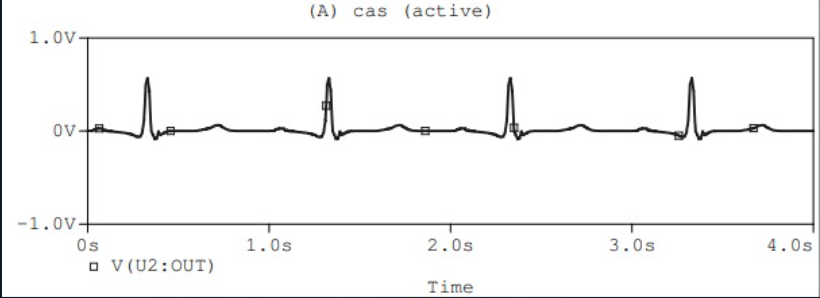 (A) cas (active)
1.0V
0V
-1.0V
0s 1.0s 2.0s 3.0s 4.0s
V(U2:OUT)
Time